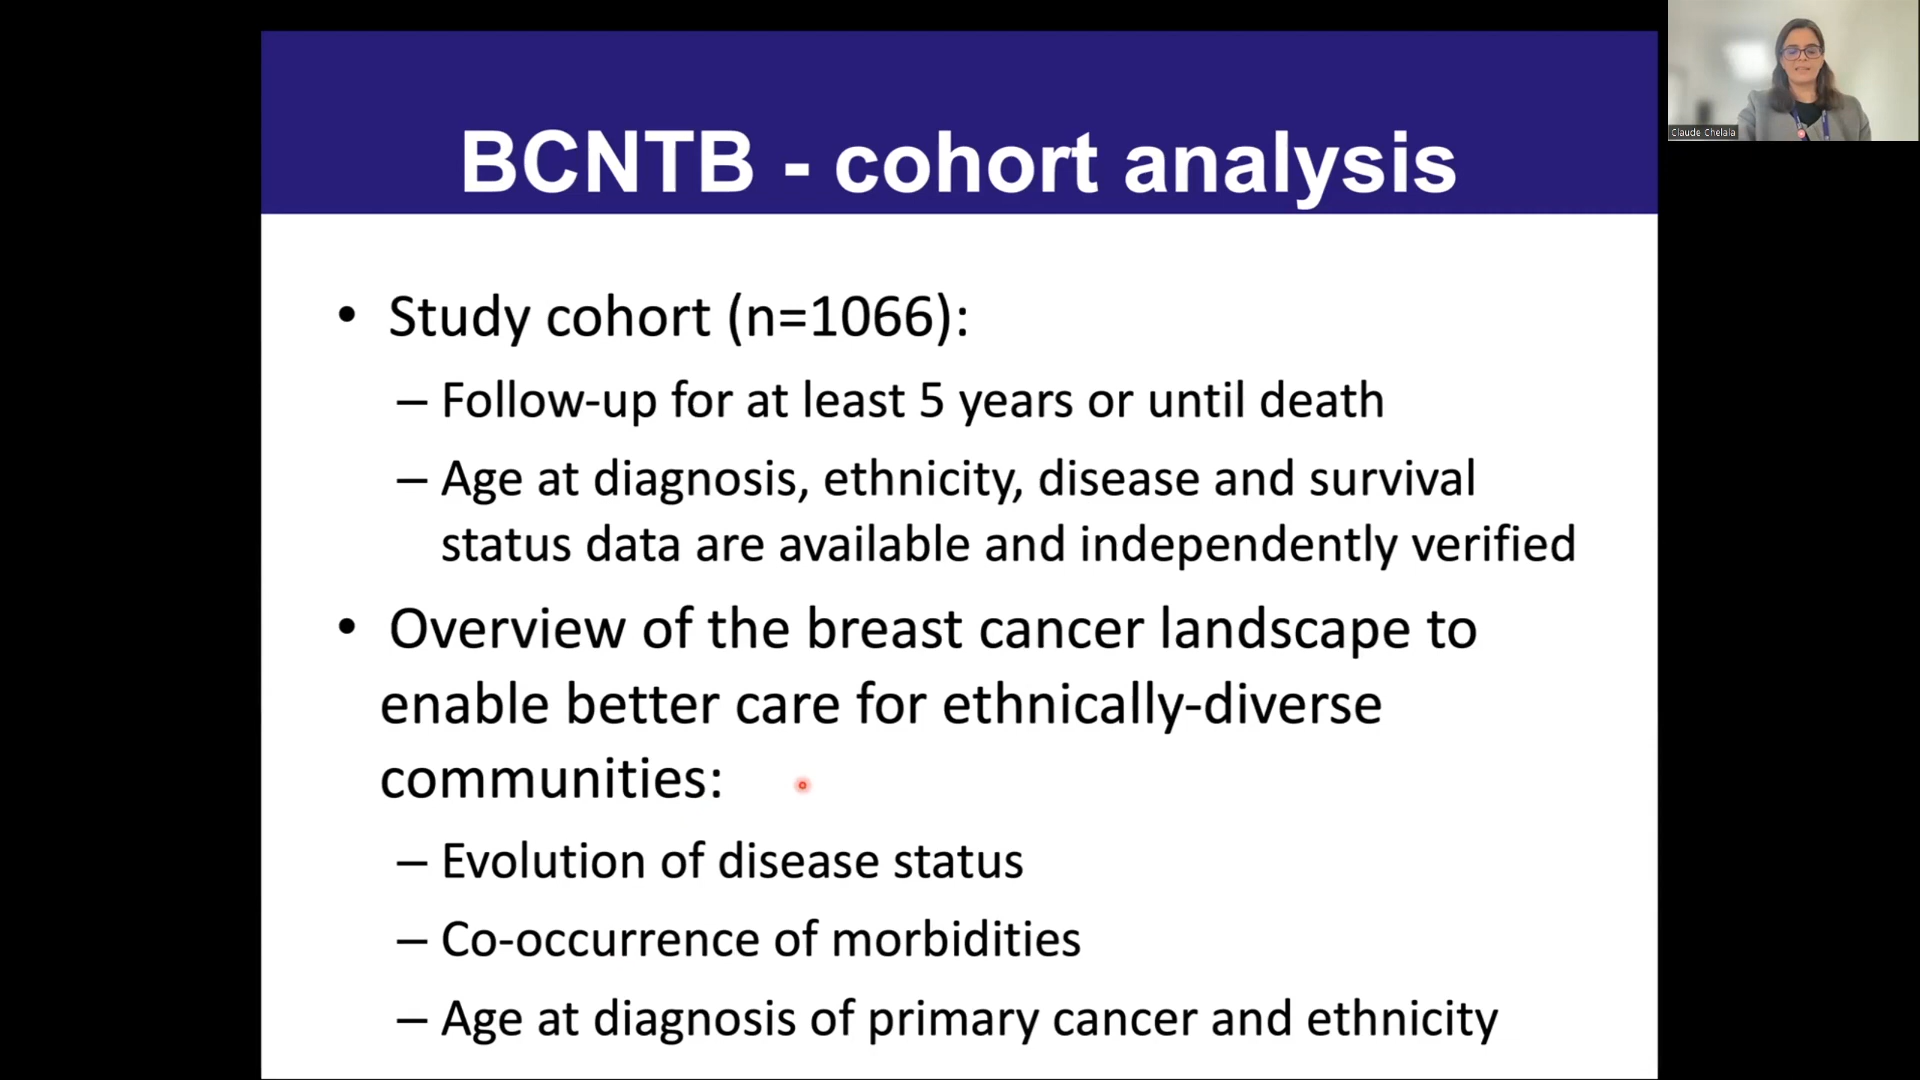 BCNTB - cohort analysis
Claude Chelala
• Study cohort (n=1066):
– Follow-up for at least 5 years or until death
– Age at diagnosis, ethnicity, disease and survival
status data are available and independently verified
• Overview of the breast cancer landscape to
enable better care for ethnically-diverse
communities:
– Evolution of disease status
– Co-occurrence of morbidities
– Age at diagnosis of primary cancer and ethnicity